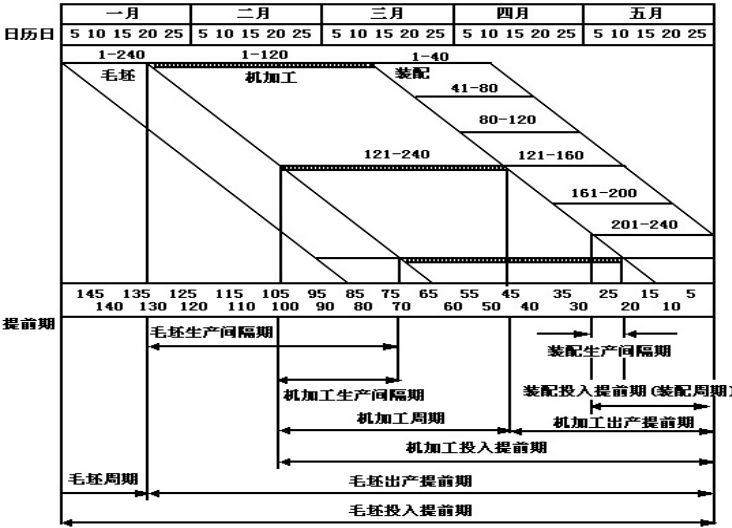 一月 二月 三月 四月 五月
日历日 5 10 15 20 25 5 10 15 20 25 5 10 15 20 25 5 10 15 20 25 5 10 15 20 25
1-240 1-120 1-40
毛坯 机加工 装配
41-80
80-120
121-240 121-160
161-200
201-240
145 135 125 115 105 95 85 75 65 55 45 35 25 15 5
140 130 120 110 100 90 80 70 60 50 40 30 20 10
提前期
毛坯生产间隔期
装配生产间隔期
机加工生产间隔期 装配投入提前期(装配周期)
机加工周期 机加工出产提前期
机加工投入提前期
毛坯周期 毛坯出产提前期
毛坯投入提前期